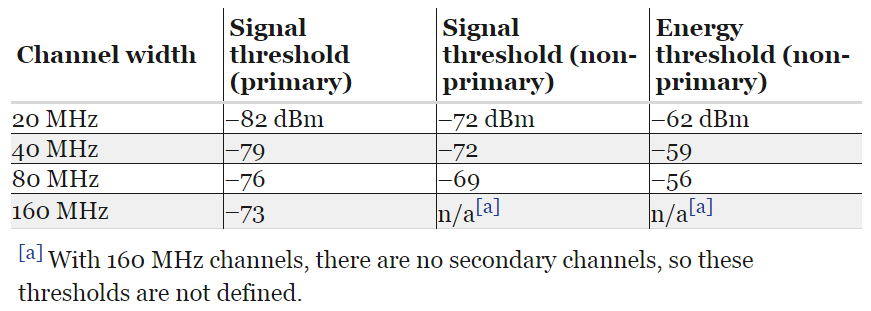 Channel width Signal threshold (primary) Signal threshold (non-primary) Energy threshold (non-primary)
20 MHz –82 dBm –72 dBm –62 dBm
40 MHz –79 –72 –59
80 MHz –76 –69 –56
160 MHz –73 n/a[a] n/a[a]
[a] With 160 MHz channels, there are no secondary channels, so these
thresholds are not defined.